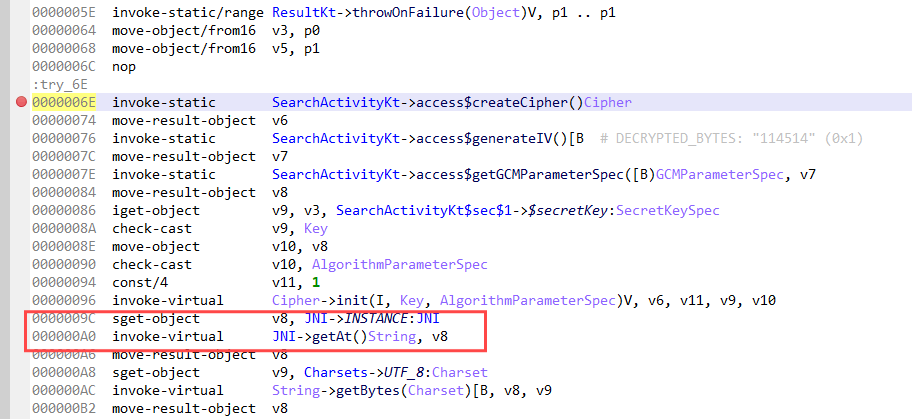 0000005E invoke-static/range ResultKt->throwOnFailure(Object)V, p1 .. p1
00000064 move-object/from16 v3, p0
00000068 move-object/from16 v5, p1
0000006C nop
:try_6E
0000006E invoke-static SearchActivityKt->access$createCipher()Cipher
00000074 move-result-object v6
00000076 invoke-static SearchActivityKt->access$generateIV()[B # DECRYPTED_BYTES: "114514" (0x1)
0000007C move-result-object v7
0000007E invoke-static SearchActivityKt->access$getGCMParameterSpec([B)GCMParameterSpec, v7
00000084 move-result-object v8
00000086 iget-object v9, v3, SearchActivityKt$sec$1->$secretKey:SecretKeySpec
0000008A check-cast v9, Key
0000008E move-object v10, v8
00000090 check-cast v10, AlgorithmParameterSpec
00000094 const/4 v11, 1
00000096 invoke-virtual Cipher->init(I, Key, AlgorithmParameterSpec)V, v6, v11, v9, v10
0000009C sget-object v8, JNI->INSTANCE:JNI
000000A0 invoke-virtual JNI->getAt()String, v8
000000A6 move-result-object v8
000000A8 sget-object v9, Charsets->UTF_8:Charset
000000AC invoke-virtual String->getBytes(Charset)[B, v8, v9
000000B2 move-result-object v8